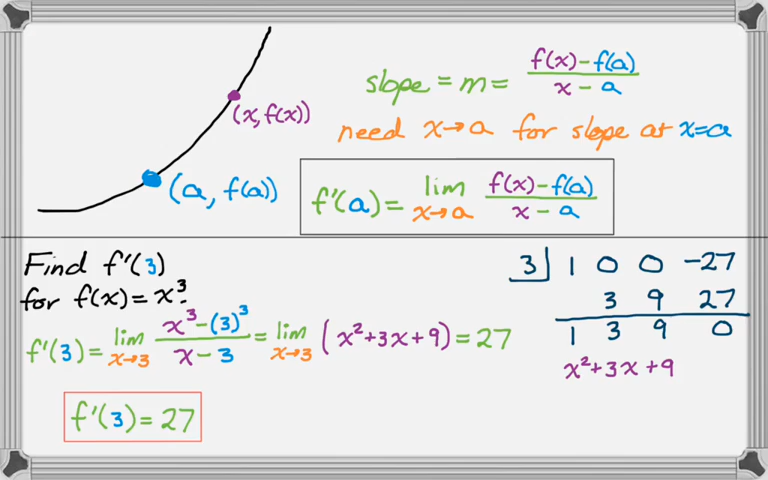 slope = m = (f(x) - f(a))/(x - a)
(x, f(x))
need x→a for slope at x=a
(a, f(a))
f'(a) = lim x→a (f(x) - f(a))/(x - a)
Find f'(3)
for f(x) = x³.
f'(3) = lim x→3 (x³ - (3)³)/(x - 3) = lim x→3 (x² + 3x + 9) = 27
f'(3) = 27
3 | 1 0 0 -27
3 9 27
1 3 9 0
x² + 3x + 9